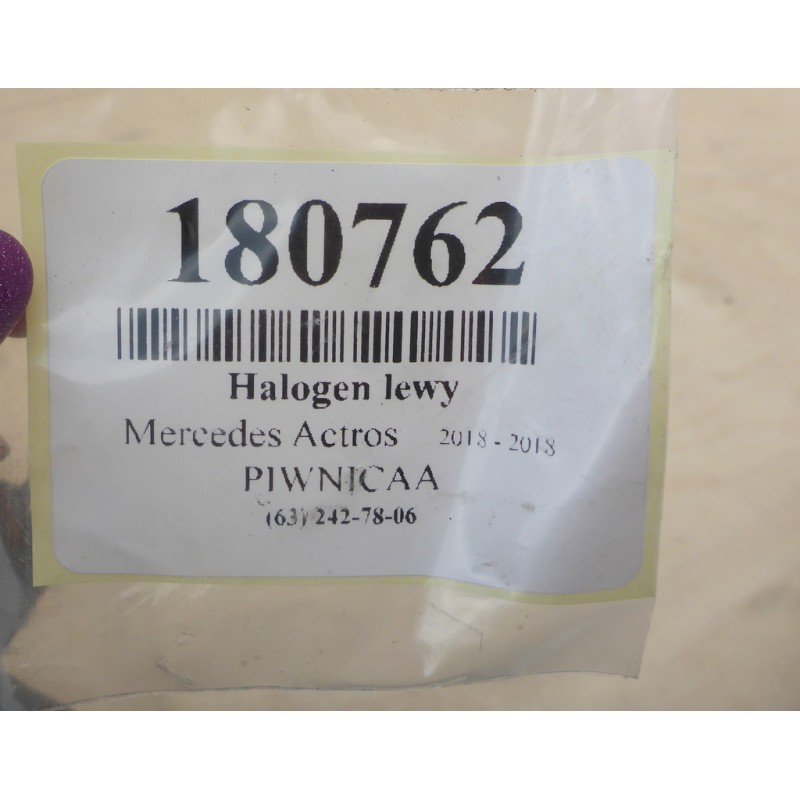 180762
Halogen lewy
Mercedes Actros 2018 - 2018
PIWNICAA
(63) 242-78-06